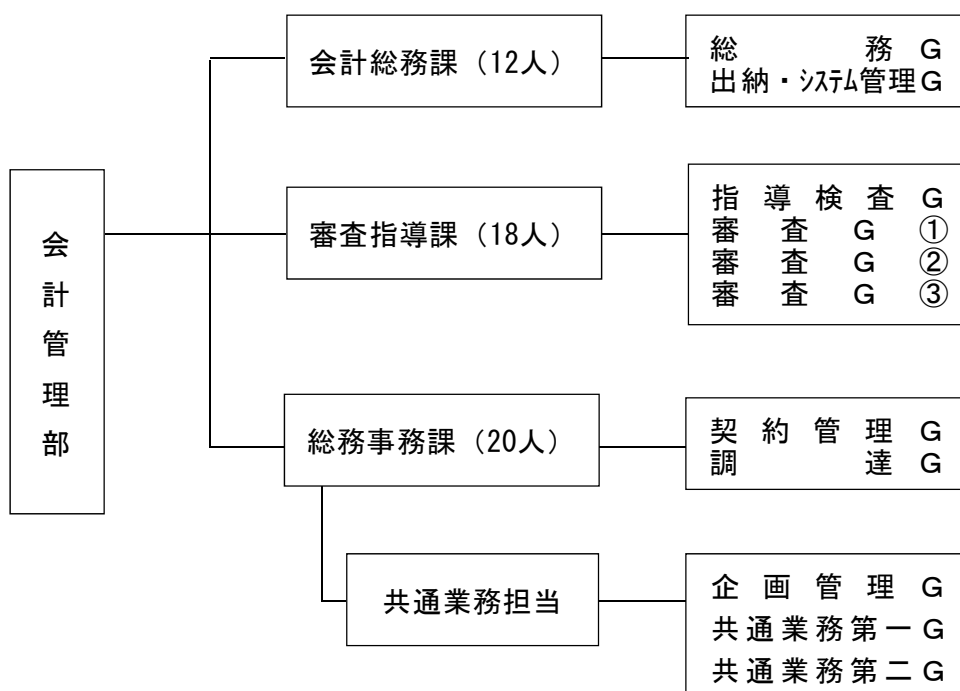 会計管理部
会計総務課（12人）
総務G
出納・ｼｽﾃﾑ管理G
審査指導課（18人）
指導検査G
審査G①
審査G②
審査G③
総務事務課（20人）
契約管理G
調達G
共通業務担当
企画管理G
共通業務第一G
共通業務第二G